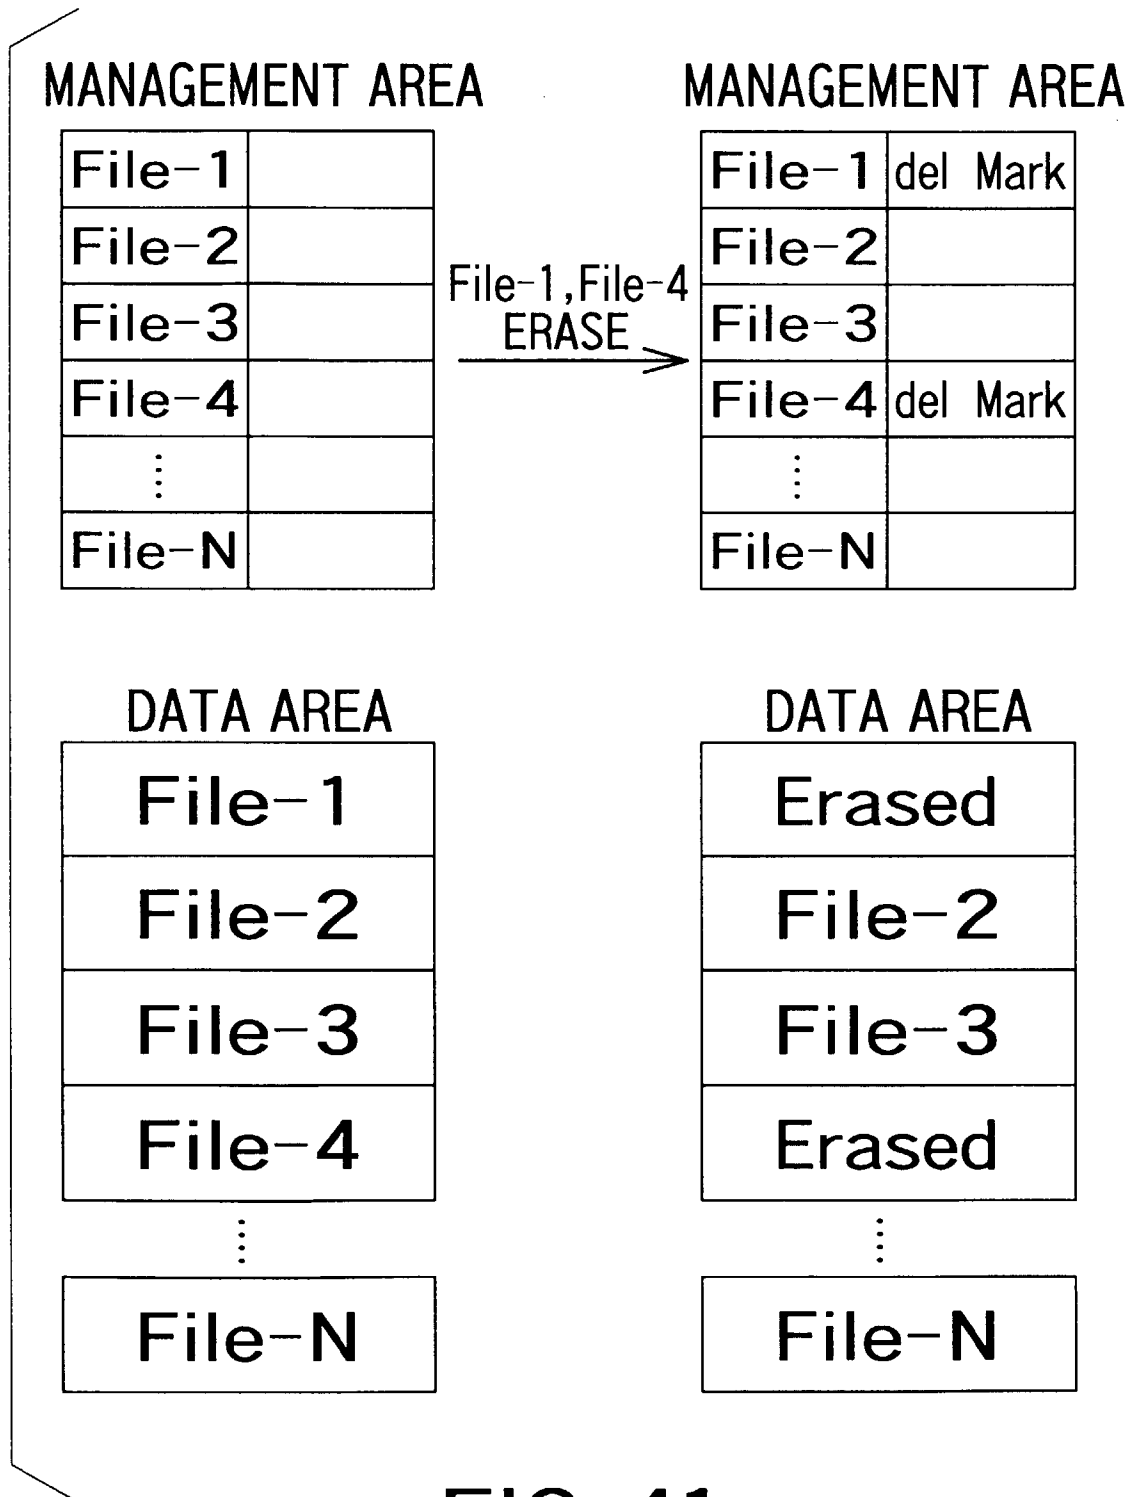 MANAGEMENT AREA
File-1
File-2
File-3
File-4
File-N
File-1,File-4
ERASE
MANAGEMENT AREA
File-1 del Mark
File-2
File-3
File-4 del Mark
File-N
DATA AREA
File-1
File-2
File-3
File-4
File-N
DATA AREA
Erased
File-2
File-3
Erased
File-N